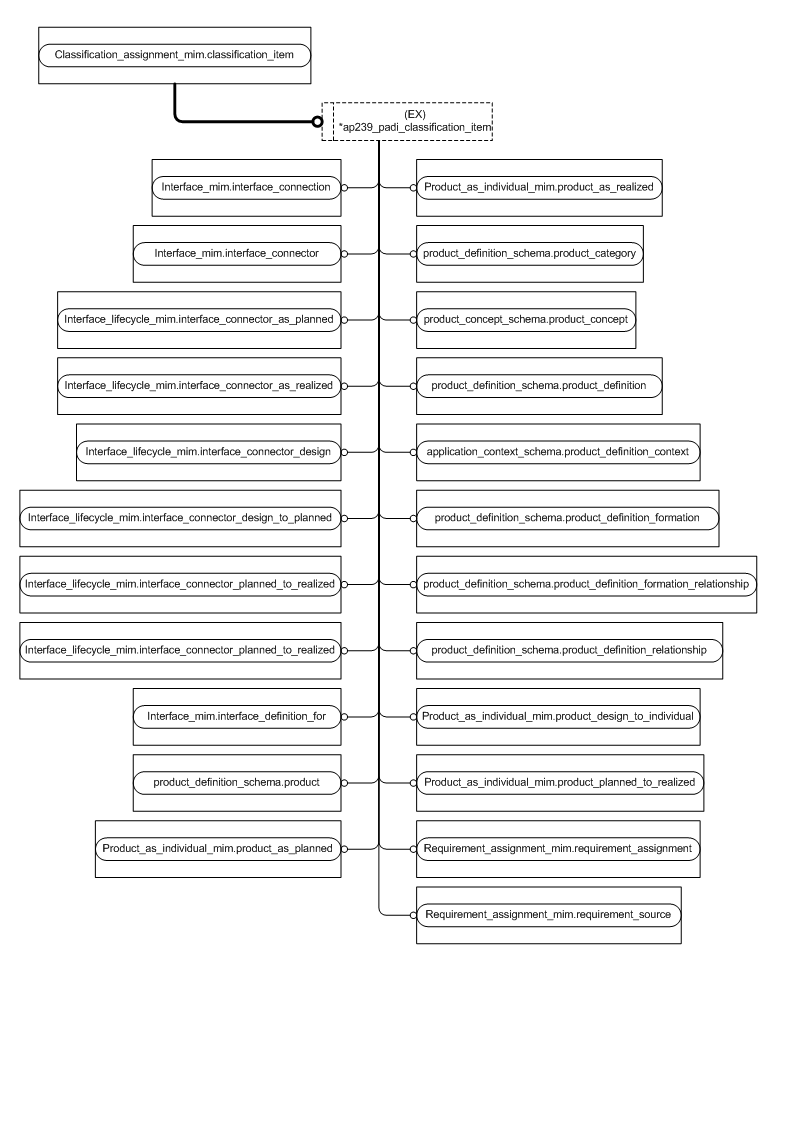 Classification_assignment_mim.classification_item
(EX)
*ap239_padi_classification_item
Interface_mim.interface_connection
Product_as_individual_mim.product_as_realized
Interface_mim.interface_connector
product_definition_schema.product_category
Interface_lifecycle_mim.interface_connector_as_planned
product_concept_schema.product_concept
Interface_lifecycle_mim.interface_connector_as_realized
product_definition_schema.product_definition
Interface_lifecycle_mim.interface_connector_design
application_context_schema.product_definition_context
Interface_lifecycle_mim.interface_connector_design_to_planned
product_definition_schema.product_definition_formation
Interface_lifecycle_mim.interface_connector_planned_to_realized
product_definition_schema.product_definition_formation_relationship
Interface_lifecycle_mim.interface_connector_planned_to_realized
product_definition_schema.product_definition_relationship
Interface_mim.interface_definition_for
Product_as_individual_mim.product_design_to_individual
product_definition_schema.product
Product_as_individual_mim.product_planned_to_realized
Product_as_individual_mim.product_as_planned
Requirement_assignment_mim.requirement_assignment
Requirement_assignment_mim.requirement_source